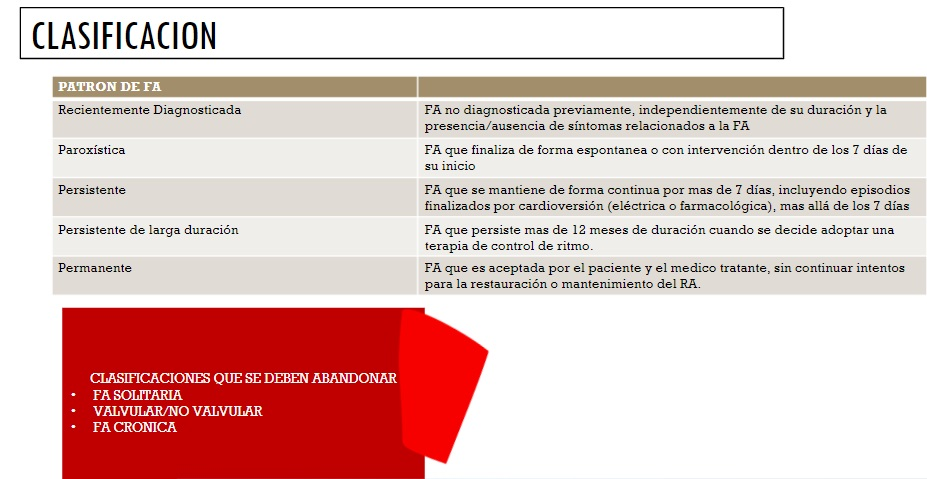 CLASIFICACION
PATRON DE FA
Recientemente Diagnosticada
FA no diagnosticada previamente, independientemente de su duración y la
presencia/ausencia de síntomas relacionados a la FA
Paroxística
FA que finaliza de forma espontanea o con intervención dentro de los 7 días de
su inicio
Persistente
FA que se mantiene de forma continua por mas de 7 días, incluyendo episodios
finalizados por cardioversión (eléctrica o farmacológica), mas allá de los 7 días
Persistente de larga duración
FA que persiste mas de 12 meses de duración cuando se decide adoptar una
terapia de control de ritmo.
Permanente
FA que es aceptada por el paciente y el medico tratante, sin continuar intentos
para la restauración o mantenimiento del RA.
CLASIFICACIONES QUE SE DEBEN ABANDONAR
• FA SOLITARIA
• VALVULAR/NO VALVULAR
• FA CRONICA